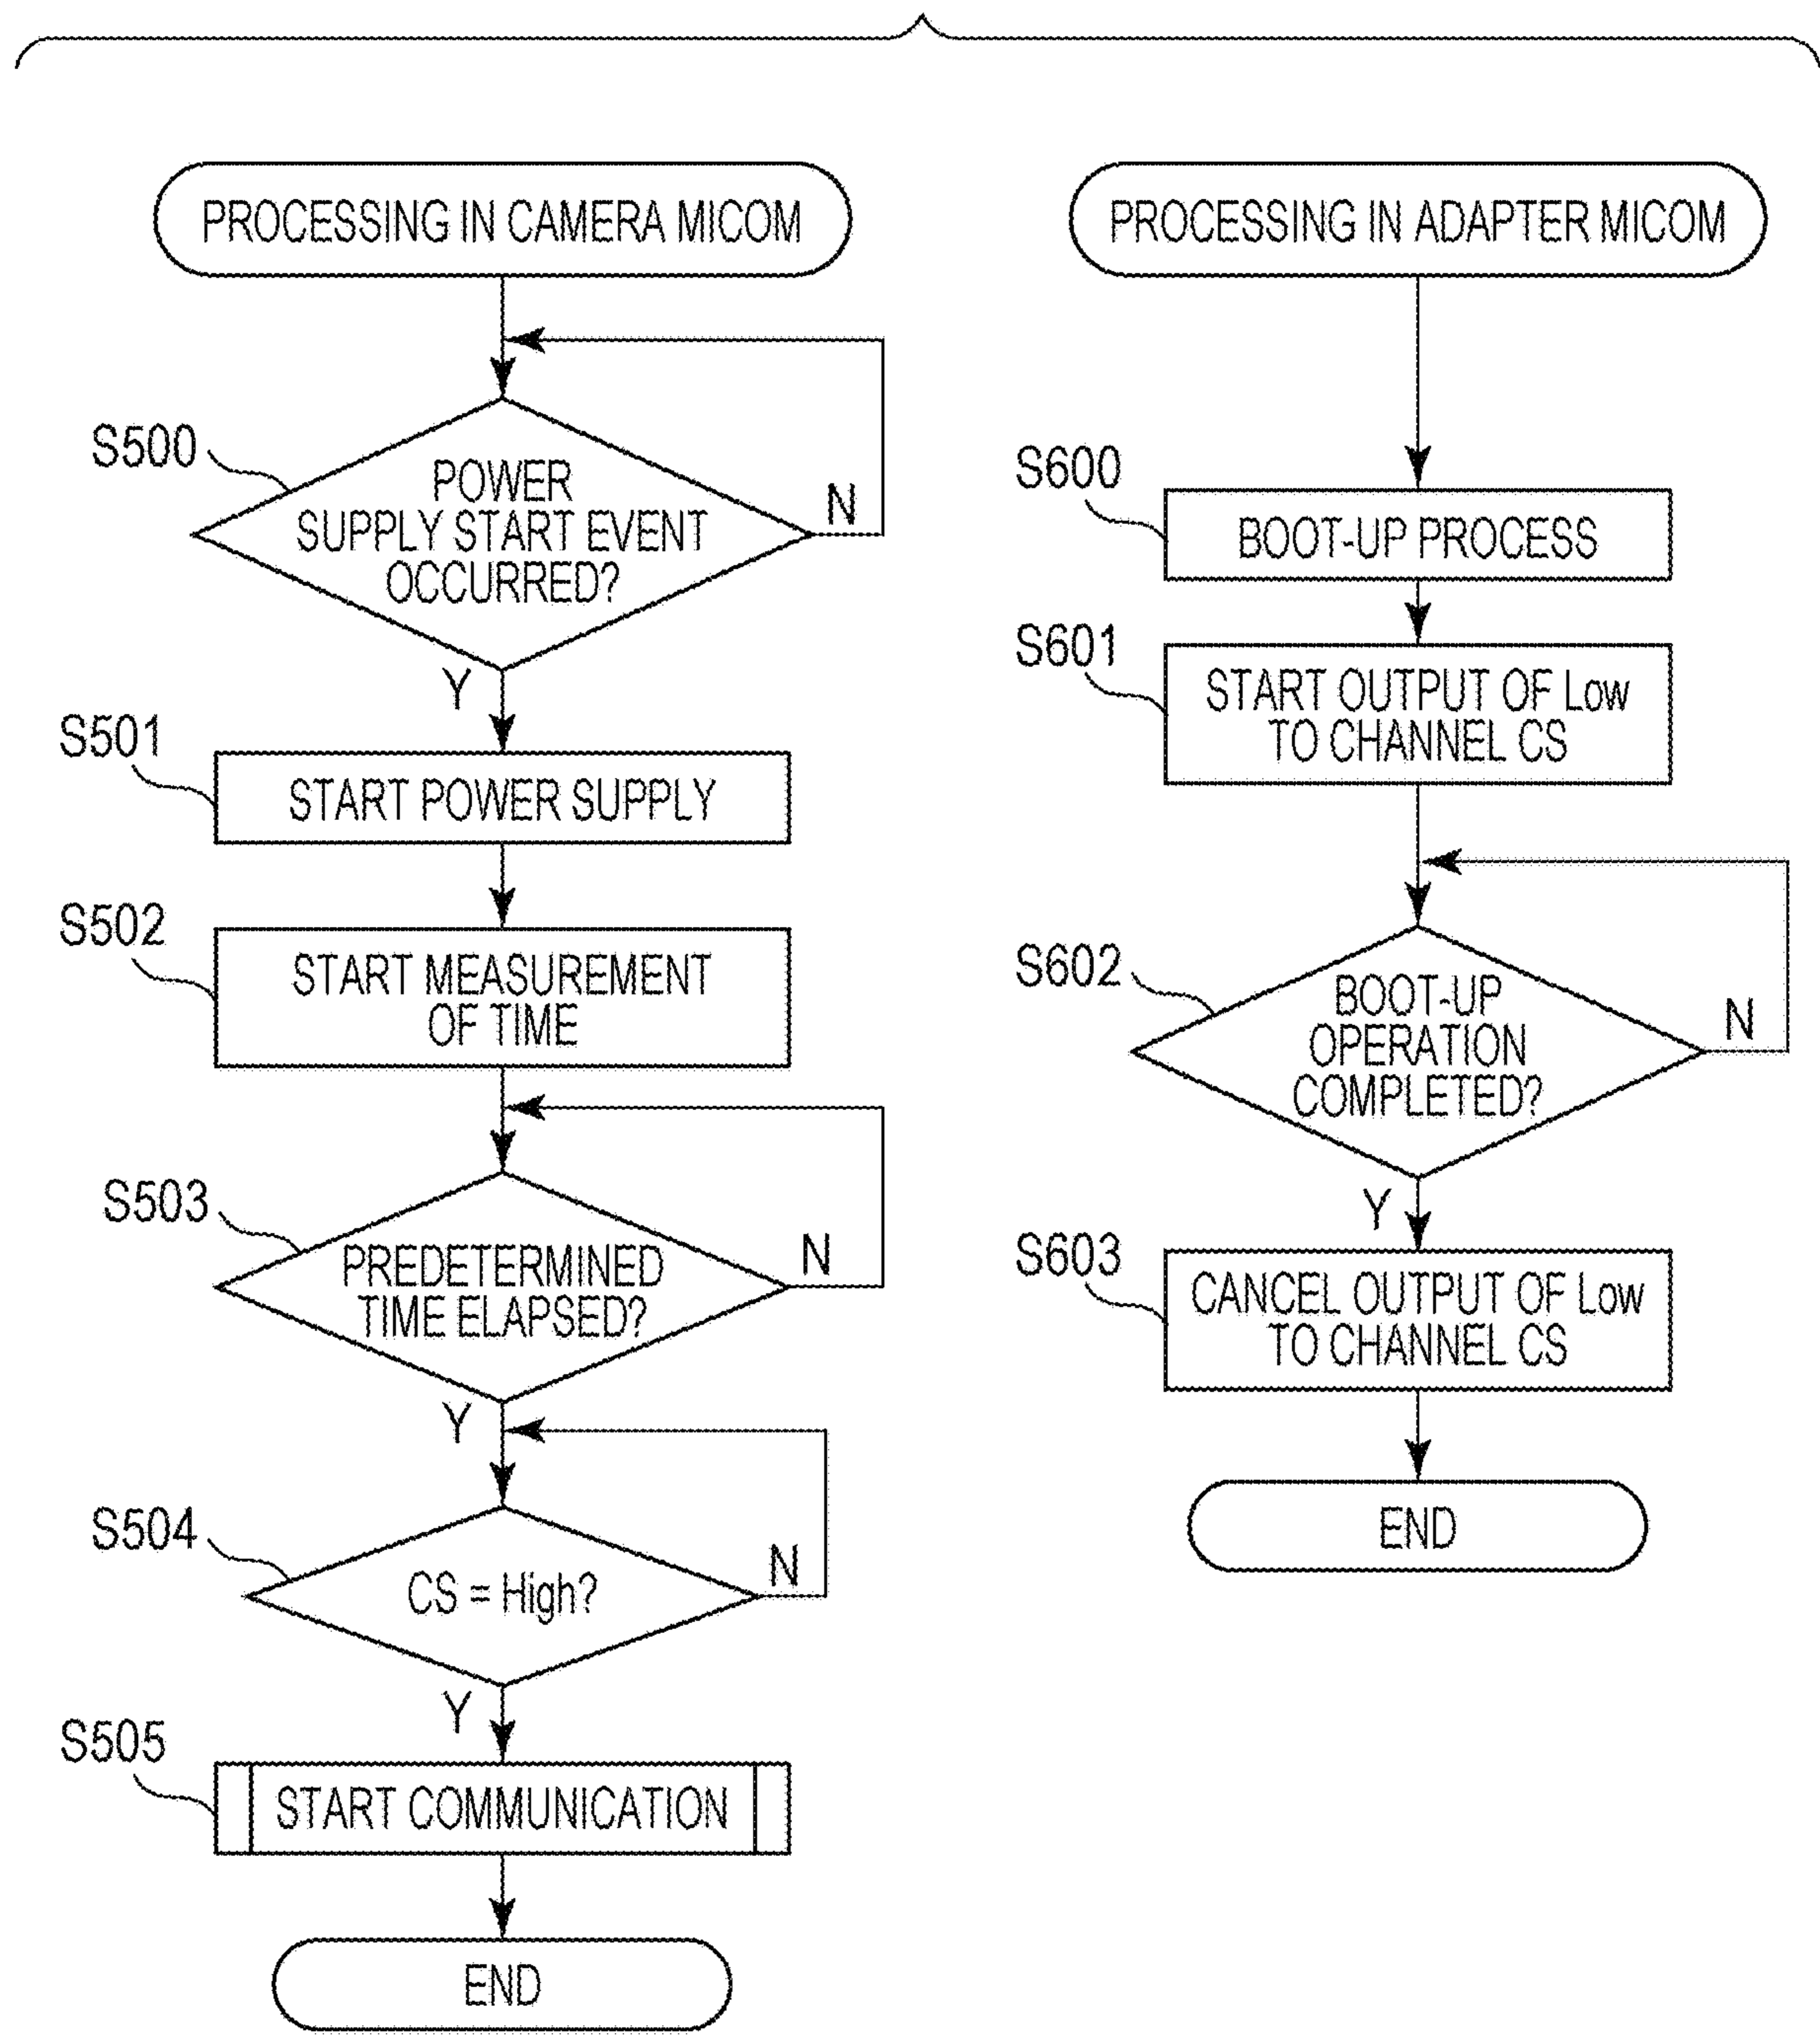 PROCESSING IN CAMERA MICOM
S500
POWER
SUPPLY START EVENT
OCCURRED?
N
Y
S501
START POWER SUPPLY
S502
START MEASUREMENT
OF TIME
S503
PREDETERMINED
TIME ELAPSED?
N
Y
S504
CS = High?
N
Y
S505
START COMMUNICATION
END
PROCESSING IN ADAPTER MICOM
S600
BOOT-UP PROCESS
S601
START OUTPUT OF Low
TO CHANNEL CS
S602
BOOT-UP
OPERATION
COMPLETED?
N
Y
S603
CANCEL OUTPUT OF Low
TO CHANNEL CS
END